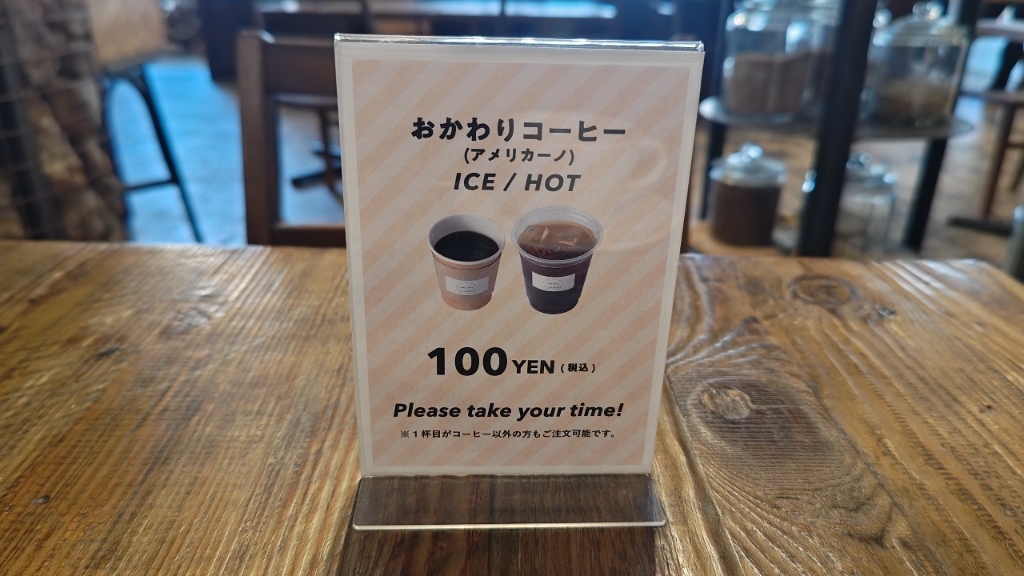 おかわりコーヒー
(アメリカーノ)
ICE / HOT
100 YEN (税込)
Please take your time!
※1杯目がコーヒー以外の方もご注文可能です。